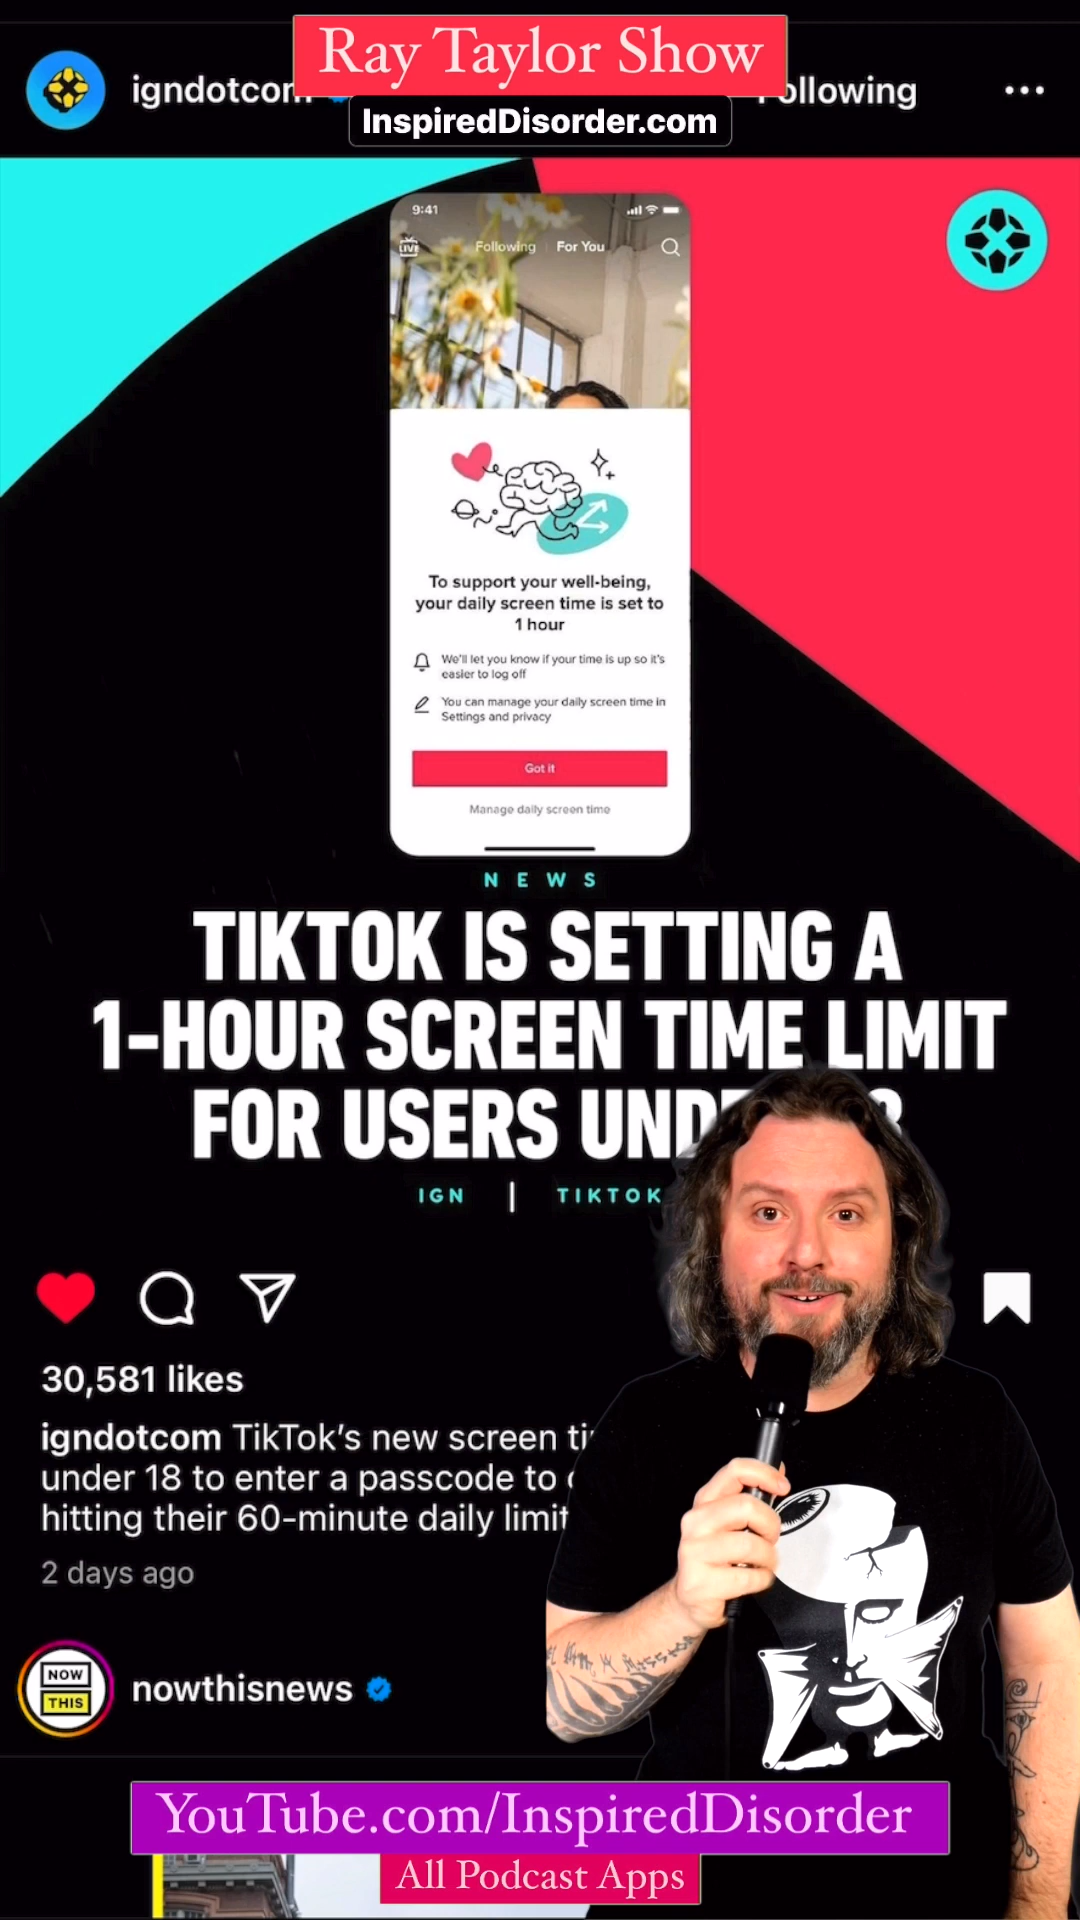 Ray Taylor Show
igndotcom
Following
InspiredDisorder.com
9:41
LIVE
Following
For You
To support your well-being,
your daily screen time is set to
1 hour
We'll let you know if your time is up so it's
easier to log off
You can manage your daily screen time in
Settings and privacy
Got it
Manage daily screen time
NEWS
TIKTOK IS SETTING A
1-HOUR SCREEN TIME LIMIT
FOR USERS
IGN | TIKTOK
30,581 likes
igndotcom TikTok's new screen
under 18 to enter a passcode to
hitting their 60-minute daily limit
2 days ago
NOW
THIS
nowthisnews
YouTube.com/InspiredDisorder
All Podcast Apps